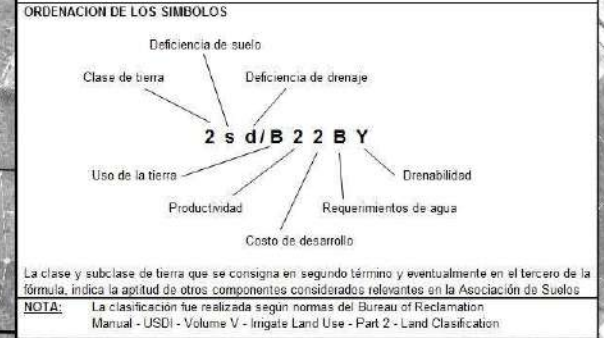 ORDENACION DE LOS SIMBOLOS
Deficiencia de suelo
Clase de tierra
Deficiencia de drenaje
2 s d/B 2 2 B Y
Uso de la tierra
Drenabilidad
Productividad
Requerimientos de agua
Costo de desarrollo
La clase y subclase de tierra que se consigna en segundo término y eventualmente en el tercero de la
fórmula, indica la aptitud de otros componentes considerados relevantes en la Asociación de Suelos
NOTA: La clasificación fue realizada según normas del Bureau of Reclamation
Manual - USDI - Volume V - Irrigate Land Use - Part 2 - Land Clasification